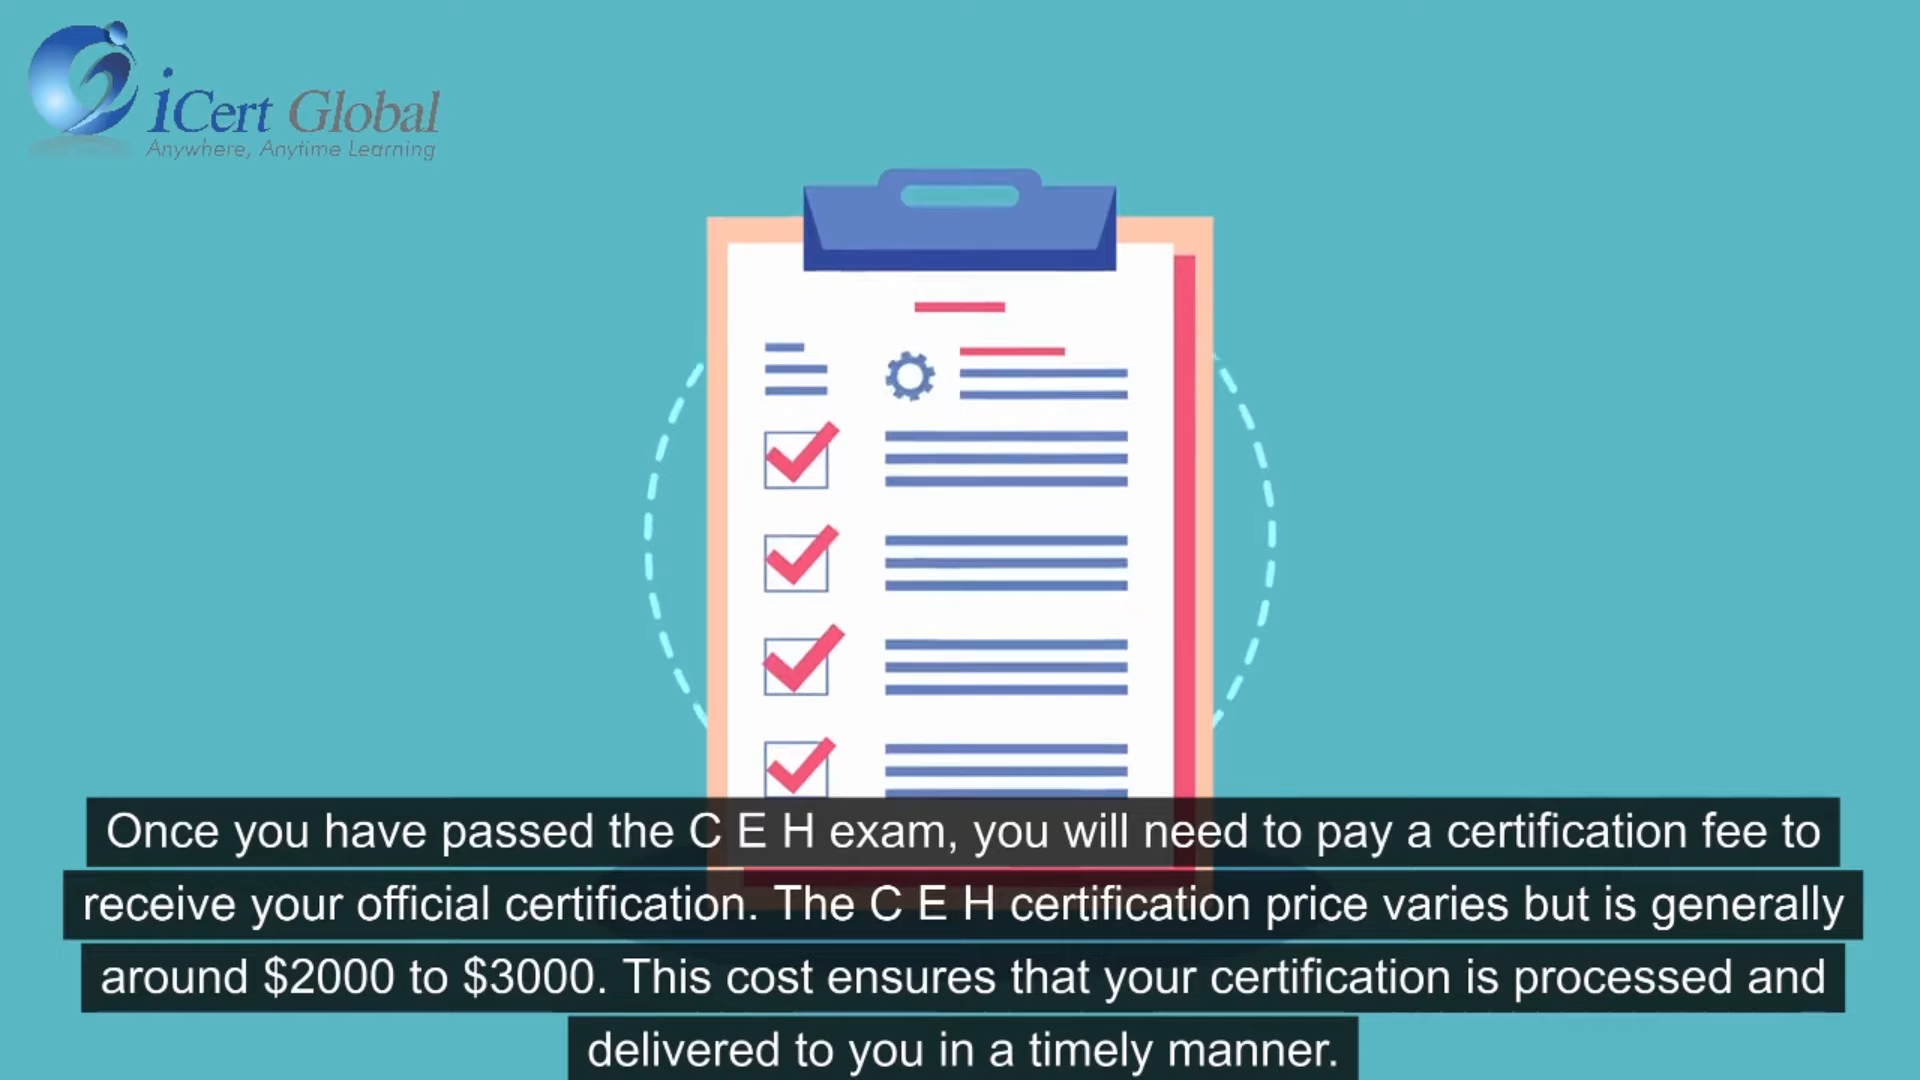 iCert Global
Anywhere, Anytime Learning
Once you have passed the C E H exam, you will need to pay a certification fee to
receive your official certification. The C E H certification price varies but is generally
around $2000 to $3000. This cost ensures that your certification is processed and
delivered to you in a timely manner.